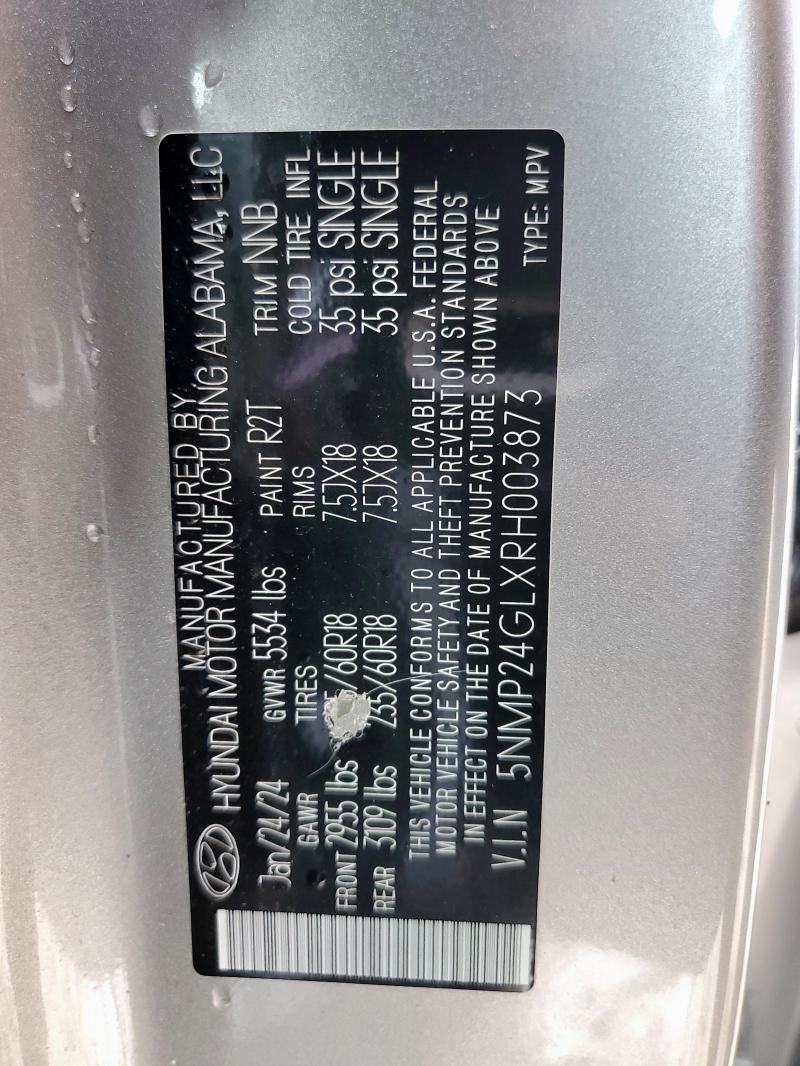 MANUFACTURED BY
HYUNDAI MOTOR MANUFACTURING ALABAMA, LLC
Jan/24/24 GVWR 5534 lbs PAINT R2T TRIM NNB
GAWR TIRES RIMS COLD TIRE INFL
FRONT 2955 lbs /60R18 7.5JX18 35 psi SINGLE
REAR 3109 lbs 235/60R18 7.5JX18 35 psi SINGLE
THIS VEHICLE CONFORMS TO ALL APPLICABLE U.S.A. FEDERAL
MOTOR VEHICLE SAFETY AND THEFT PREVENTION STANDARDS
IN EFFECT ON THE DATE OF MANUFACTURE SHOWN ABOVE
V.I.N 5NMP24GLXRH003873
TYPE: MPV